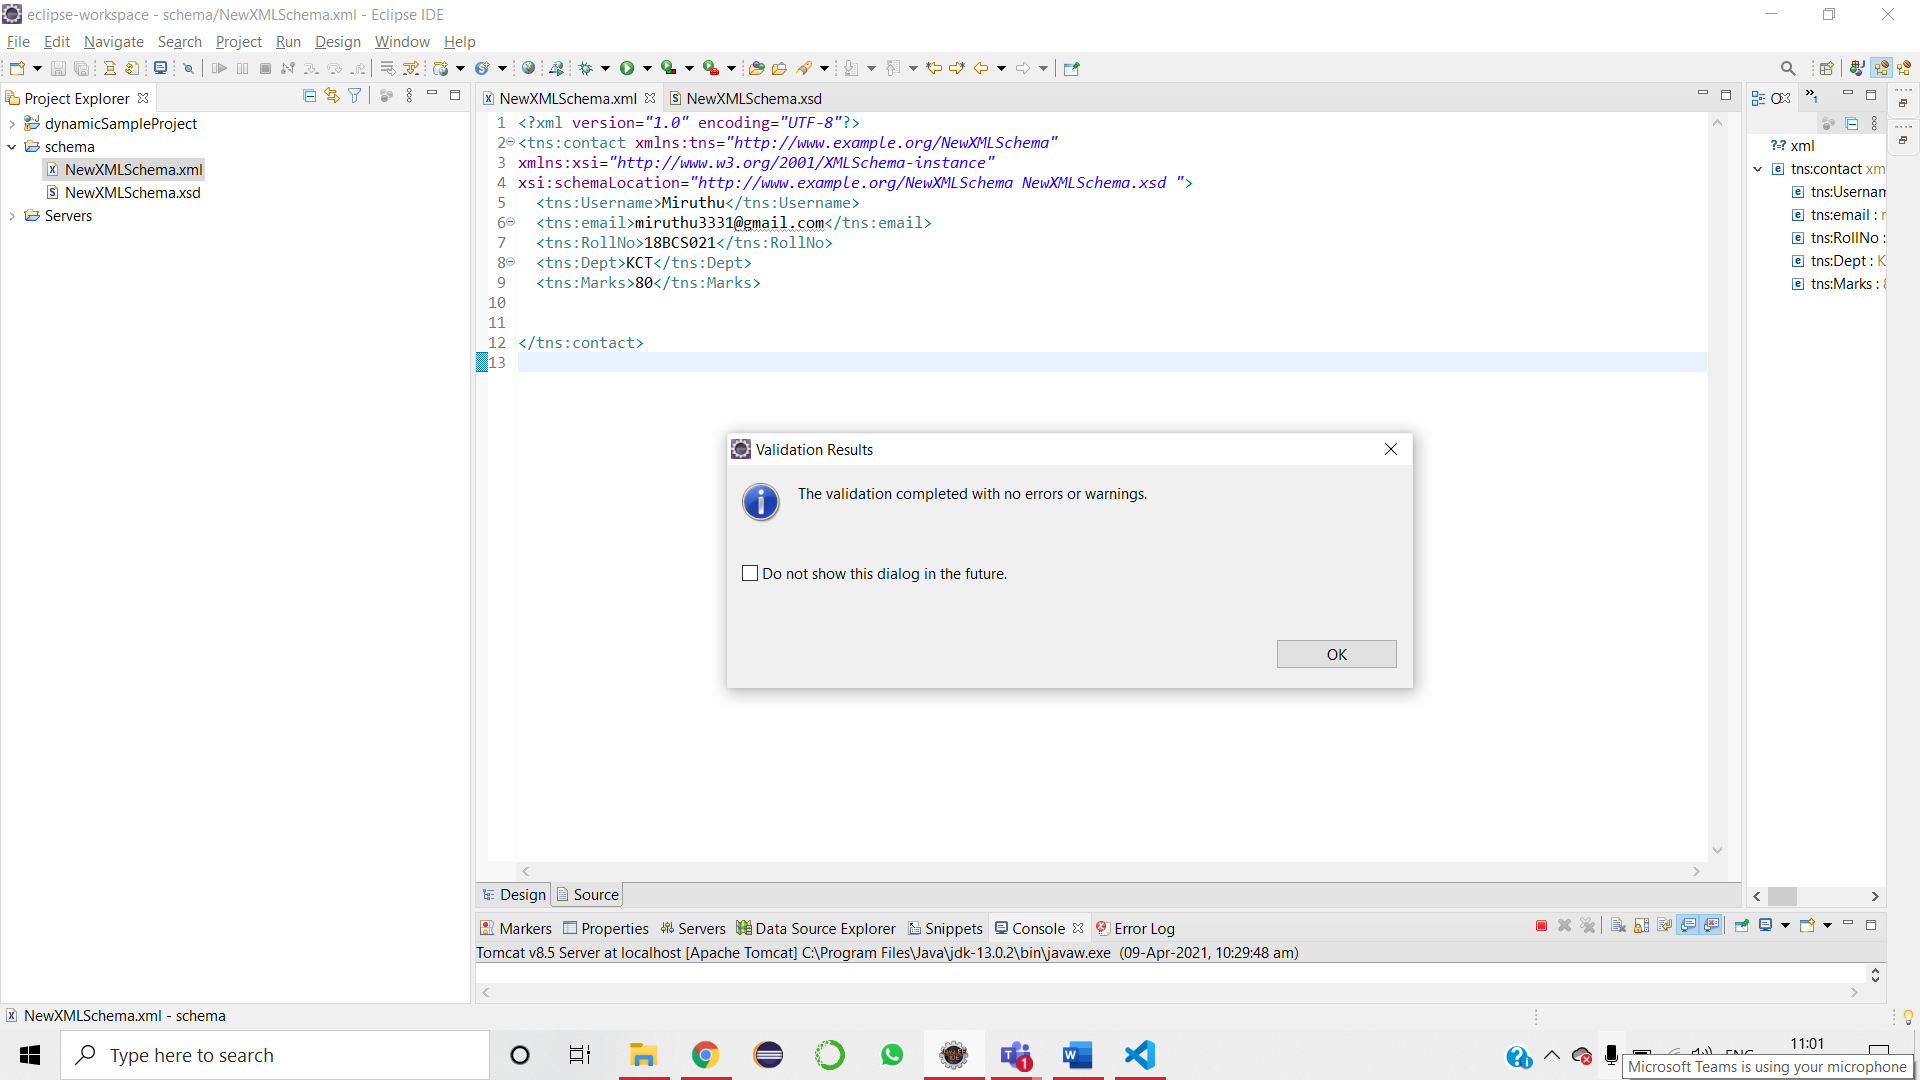 eclipse-workspace - schema/NewXMLSchema.xml - Eclipse IDE
File Edit Navigate Search Project Run Design Window Help
Project Explorer
dynamicSampleProject
schema
NewXMLSchema.xml
NewXMLSchema.xsd
Servers
NewXMLSchema.xml NewXMLSchema.xsd
1 <?xml version="1.0" encoding="UTF-8"?>
2 <tns:contact xmlns:tns="http://www.example.org/NewXMLSchema"
3 xmlns:xsi="http://www.w3.org/2001/XMLSchema-instance"
4 xsi:schemaLocation="http://www.example.org/NewXMLSchema NewXMLSchema.xsd ">
5 <tns:Username>Miruthu</tns:Username>
6 <tns:email>miruthu3331@gmail.com</tns:email>
7 <tns:RollNo>18BCS021</tns:RollNo>
8 <tns:Dept>KCT</tns:Dept>
9 <tns:Marks>80</tns:Marks>
10
11
12 </tns:contact>
13
Validation Results
The validation completed with no errors or warnings.
Do not show this dialog in the future.
OK
?-? xml
tns:contact xm
tns:Usernam
tns:email :
tns:RollNo :
tns:Dept : K
tns:Marks : 8
Design Source
Markers Properties Servers Data Source Explorer Snippets Console Error Log
Tomcat v8.5 Server at localhost [Apache Tomcat] C:\Program Files\Java\jdk-13.0.2\bin\javaw.exe (09-Apr-2021, 10:29:48 am)
NewXMLSchema.xml - schema
Type here to search
11:01
Microsoft Teams is using your microphone